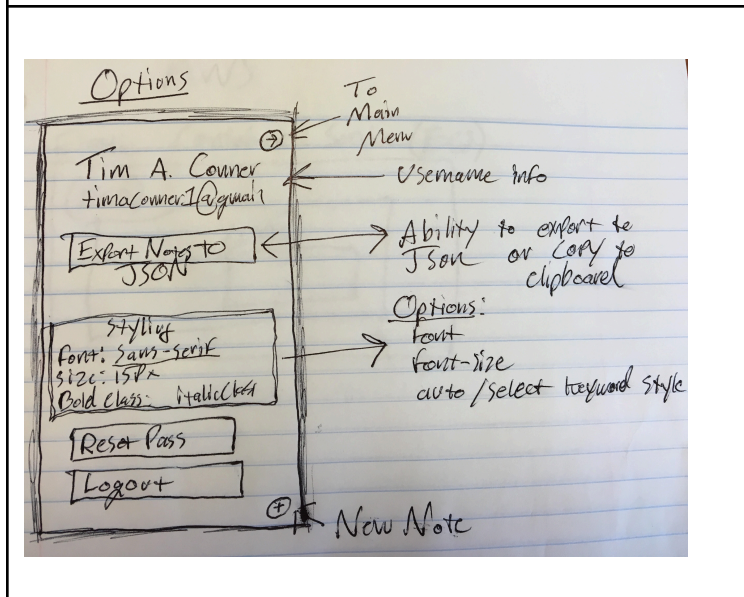 Options
To
Main
Menu
Tim A. Conner
timaconner1@gmail
Username info
Export Notes to
JSON
Ability to export to
JSON or copy to
clipboard
Styling
font: Sans-serif
size: 15px
Bold Class: italicClass
Options:
font
font-size
auto/select keyword style
Reset Pass
Logout
New Note